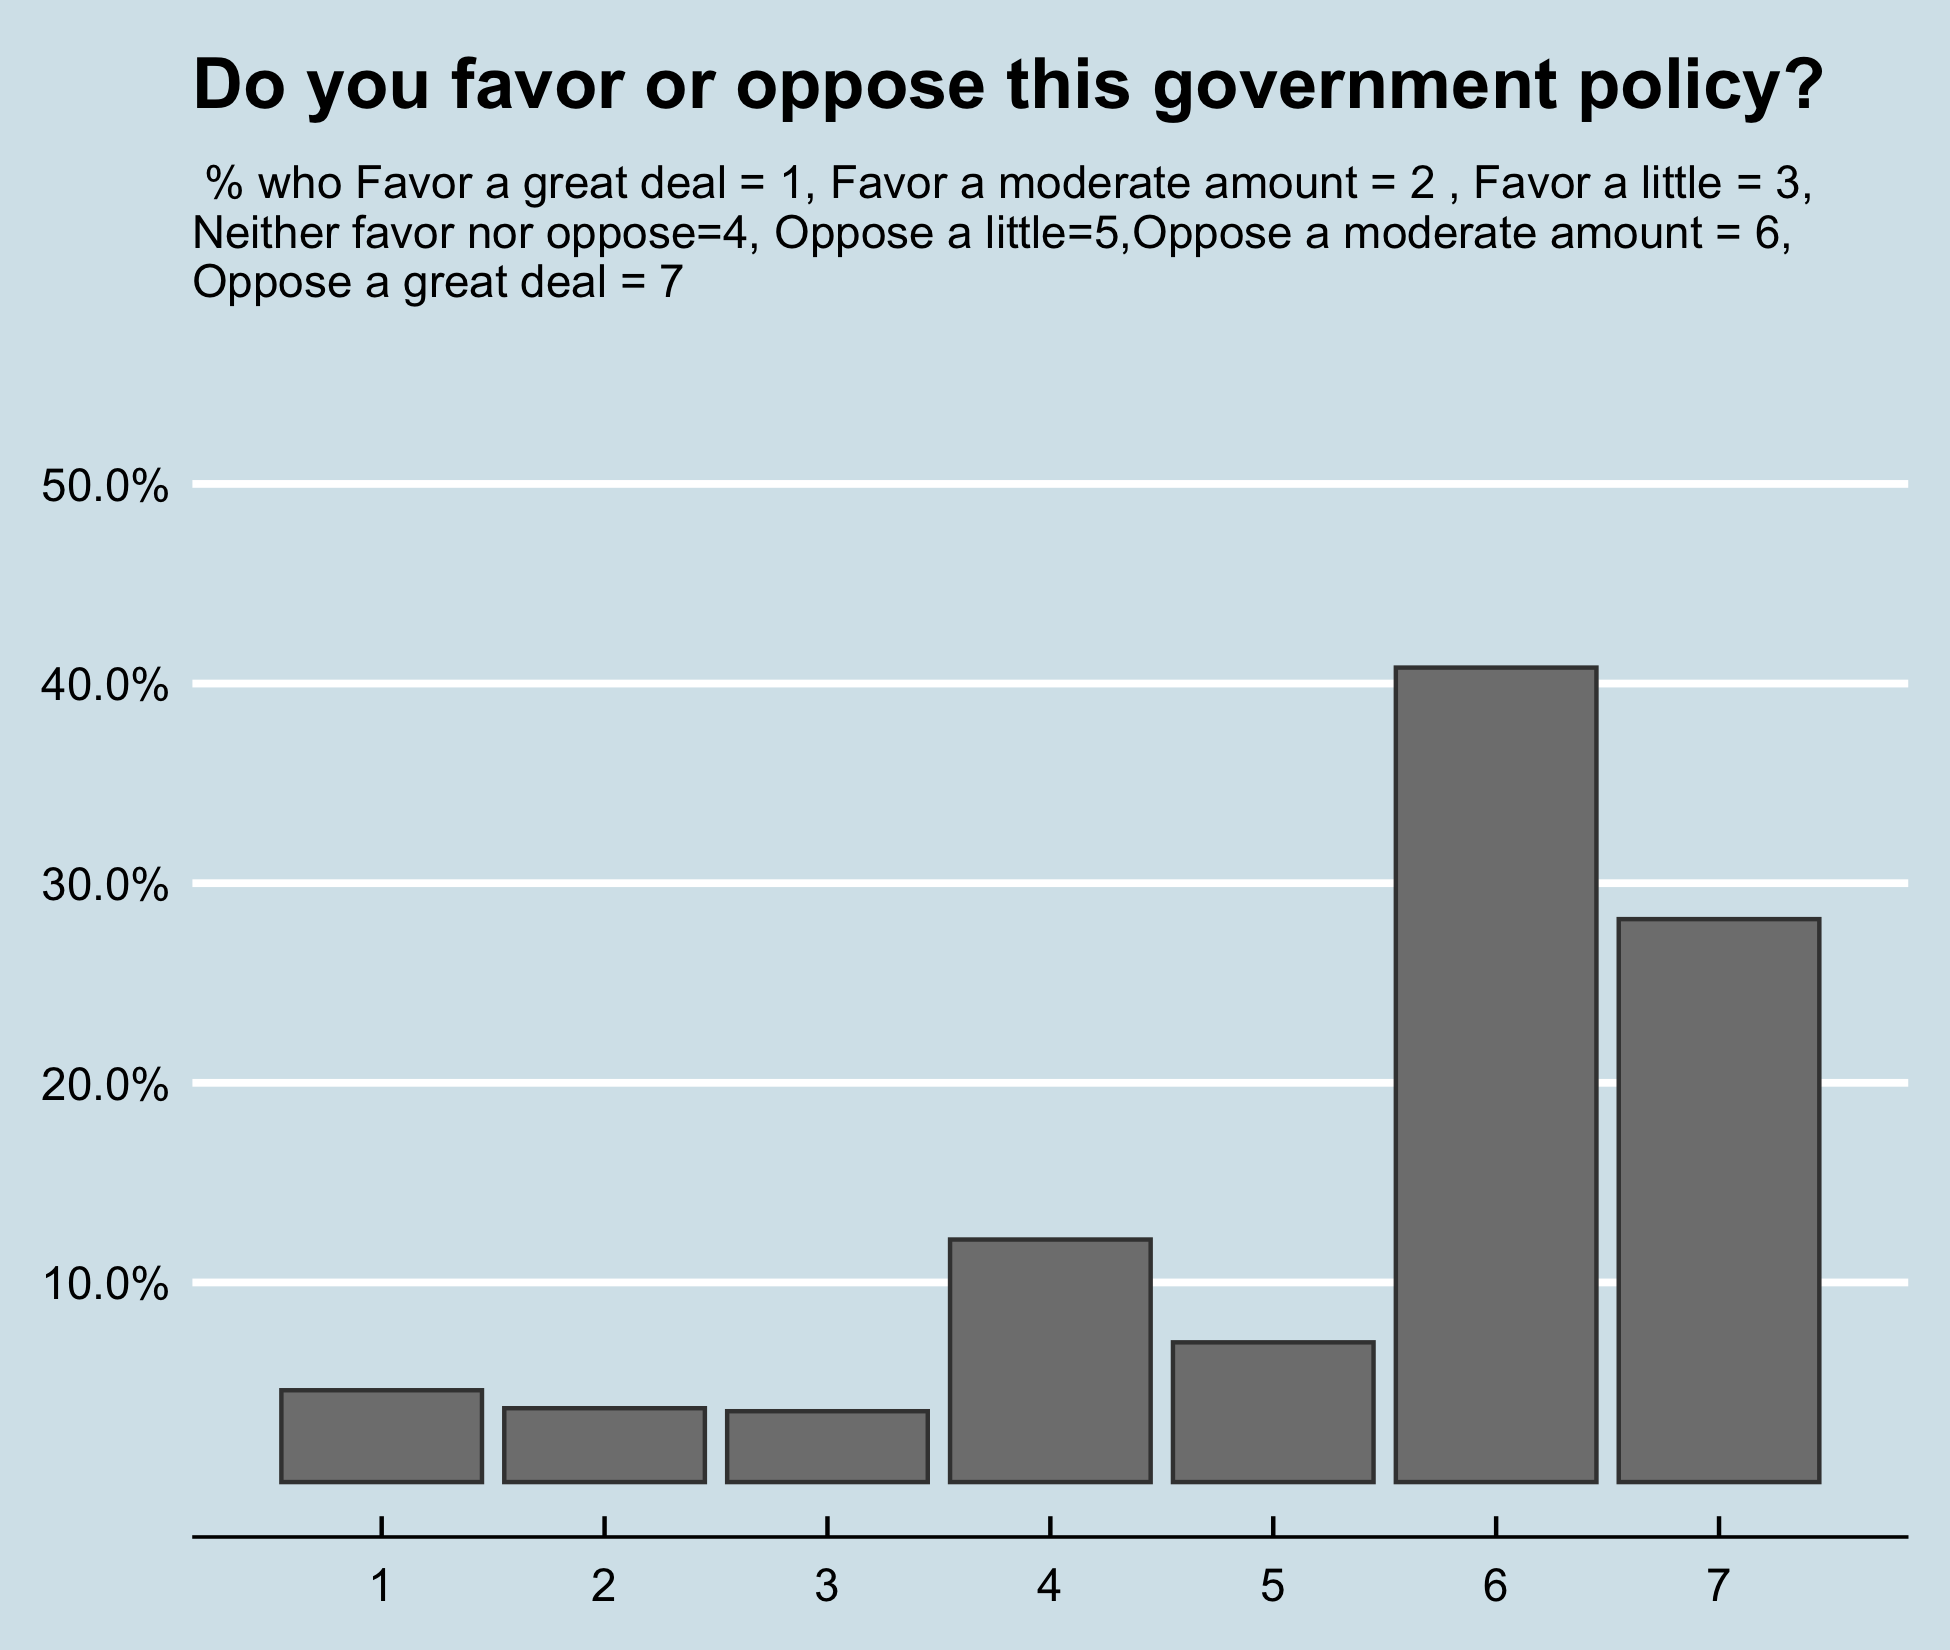 Do you favor or oppose this government policy?
% who Favor a great deal = 1, Favor a moderate amount = 2 , Favor a little = 3,
Neither favor nor oppose=4, Oppose a little=5,Oppose a moderate amount = 6,
Oppose a great deal = 7
50.0%
40.0%
30.0%
20.0%
10.0%
1 2 3 4 5 6 7